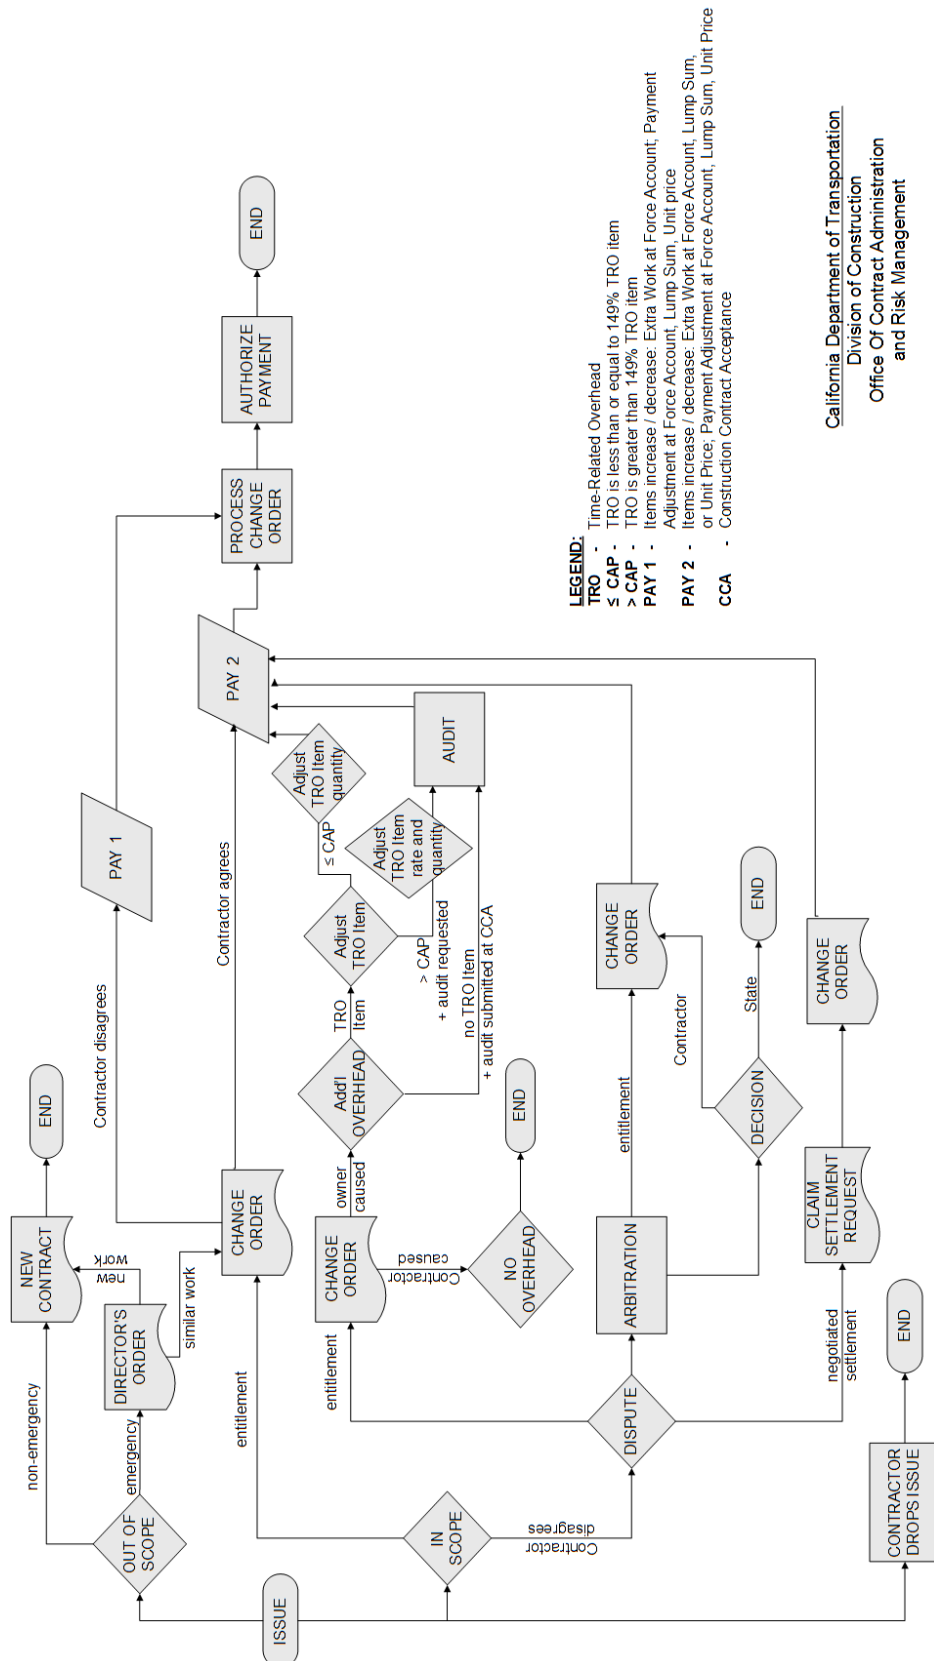 ISSUE
OUT OF
SCOPE
non-emergency
emergency
NEW
CONTRACT
END
DIRECTOR'S
ORDER
new
work
similar work
IN
SCOPE
entitlement
Contractor
disagrees
CHANGE
ORDER
Contractor disagrees
PAY 1
Contractor agrees
PAY 2
PROCESS
CHANGE
ORDER
AUTHORIZE
PAYMENT
END
DISPUTE
entitlement
CHANGE
ORDER
owner
caused
Contractor
caused
NO
OVERHEAD
END
Add'l
OVERHEAD
TRO
Item
Adjust
TRO Item
≤ CAP
Adjust
TRO Item
quantity
> CAP
+ audit requested
Adjust
TRO Item
rate and
quantity
no TRO Item
+ audit submitted at CCA
AUDIT
ARBITRATION
entitlement
CHANGE
ORDER
DECISION
Contractor
State
END
negotiated
settlement
CLAIM
SETTLEMENT
REQUEST
CHANGE
ORDER
CONTRACTOR
DROPS ISSUE
END
LEGEND:
TRO - Time-Related Overhead
≤ CAP - TRO is less than or equal to 149% TRO item
> CAP - TRO is greater than 149% TRO item
PAY 1 - Items increase / decrease: Extra Work at Force Account; Payment
Adjustment at Force Account, Lump Sum, Unit price
PAY 2 - Items increase / decrease: Extra Work at Force Account, Lump Sum,
or Unit Price; Payment Adjustment at Force Account, Lump Sum, Unit Price
CCA - Construction Contract Acceptance
California Department of Transportation
Division of Construction
Office Of Contract Administration
and Risk Management